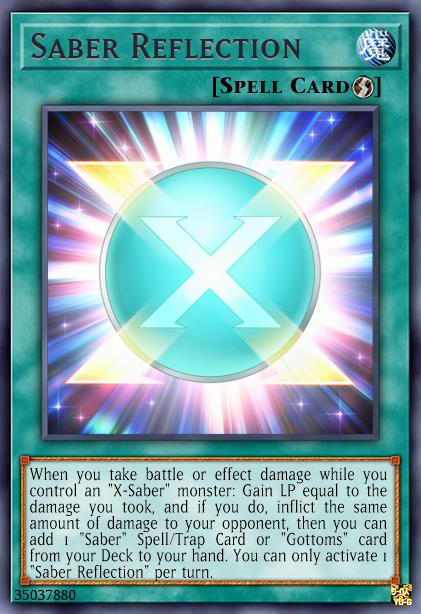 SABER REFLECTION
魔
[SPELL CARD]
X
When you take battle or effect damage while you
control an "X-Saber" monster: Gain LP equal to the
damage you took, and if you do, inflict the same
amount of damage to your opponent, then you can
add 1 "Saber" Spell/Trap Card or "Gottoms" card
from your Deck to your hand. You can only activate 1
"Saber Reflection" per turn.
35037880